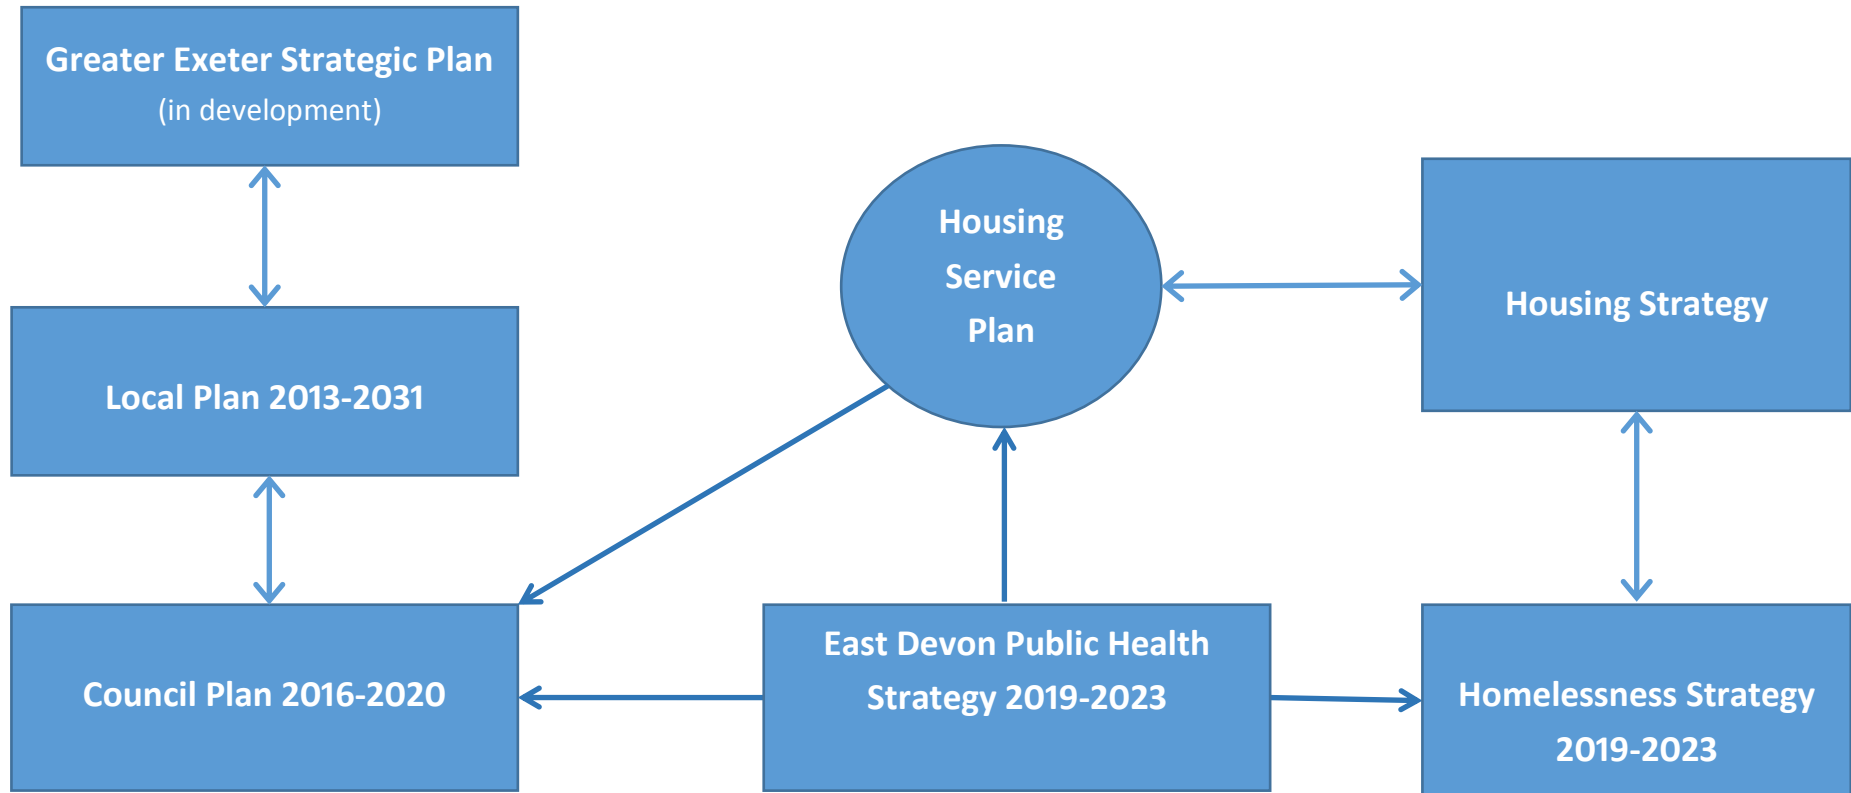 Greater Exeter Strategic Plan
(in development)
Housing
Service
Plan
Housing Strategy
Local Plan 2013-2031
Council Plan 2016-2020
East Devon Public Health
Strategy 2019-2023
Homelessness Strategy
2019-2023